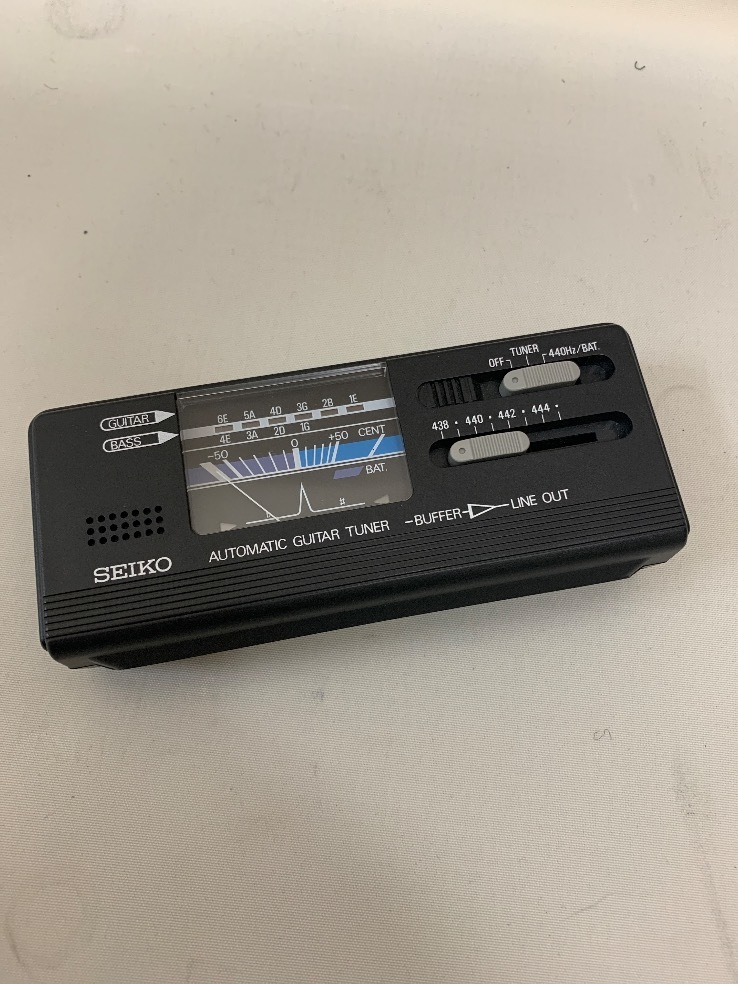 GUITAR
BASS
6E 5A 4D 3G 2B 1E
4E 3A 2D 1G
-50 0 +50 CENT
BAT.
♯
SEIKO
AUTOMATIC GUITAR TUNER
OFF TUNER 440Hz/BAT.
438 • 440 • 442 • 444 •
BUFFER LINE OUT